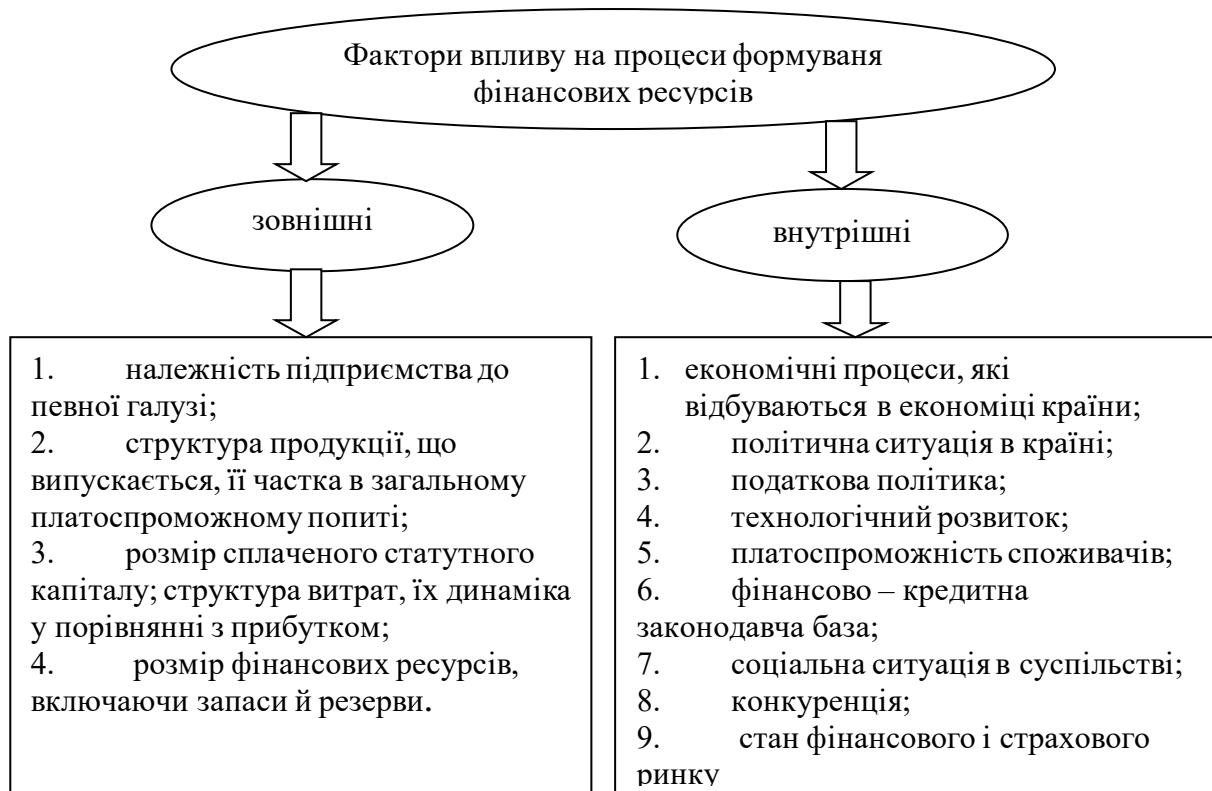 Фактори впливу на процеси формуваня
фінансових ресурсів
зовнішні
внутрішні
1. належність підприємства до
певної галузі;
2. структура продукції, що
випускається, її частка в загальному
платоспроможному попиті;
3. розмір сплаченого статутного
капіталу; структура витрат, їх динаміка
у порівнянні з прибутком;
4. розмір фінансових ресурсів,
включаючи запаси й резерви.
1. економічні процеси, які
відбуваються в економіці країни;
2. політична ситуація в країні;
3. податкова політика;
4. технологічний розвиток;
5. платоспроможність споживачів;
6. фінансово – кредитна
законодавча база;
7. соціальна ситуація в суспільстві;
8. конкуренція;
9. стан фінансового і страхового
ринку